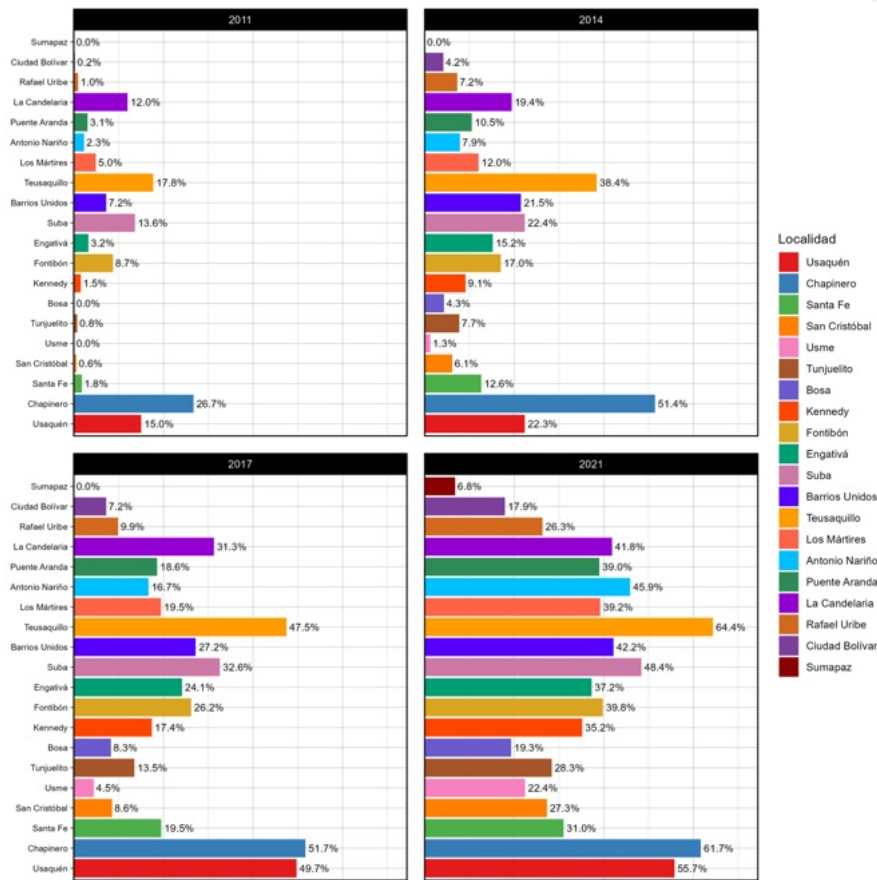 2011
Sumapaz 0.0%
Ciudad Bolívar 0.2%
Rafael Uribe 1.0%
La Candelaria 12.0%
Puente Aranda 3.1%
Antonio Nariño 2.3%
Los Mártires 5.0%
Teusaquillo 17.8%
Barrios Unidos 7.2%
Suba 13.6%
Engativá 3.2%
Fontibón 8.7%
Kennedy 1.5%
Bosa 0.0%
Tunjuelito 0.8%
Usme 0.0%
San Cristóbal 0.6%
Santa Fe 1.8%
Chapinero 26.7%
Usaquén 15.0%
2014
0.0%
4.2%
7.2%
19.4%
10.5%
7.9%
12.0%
38.4%
21.5%
22.4%
15.2%
17.0%
9.1%
4.3%
7.7%
1.3%
6.1%
12.6%
51.4%
22.3%
2017
Sumapaz 0.0%
Ciudad Bolívar 7.2%
Rafael Uribe 9.9%
La Candelaria 31.3%
Puente Aranda 18.6%
Antonio Nariño 16.7%
Los Mártires 19.5%
Teusaquillo 47.5%
Barrios Unidos 27.2%
Suba 32.6%
Engativá 24.1%
Fontibón 26.2%
Kennedy 17.4%
Bosa 8.3%
Tunjuelito 13.5%
Usme 4.5%
San Cristóbal 8.6%
Santa Fe 19.5%
Chapinero 51.7%
Usaquén 49.7%
2021
6.8%
17.9%
26.3%
41.8%
39.0%
45.9%
39.2%
64.4%
42.2%
48.4%
37.2%
39.8%
35.2%
19.3%
28.3%
22.4%
27.3%
31.0%
61.7%
55.7%
Localidad
Usaquén
Chapinero
Santa Fe
San Cristóbal
Usme
Tunjuelito
Bosa
Kennedy
Fontibón
Engativá
Suba
Barrios Unidos
Teusaquillo
Los Mártires
Antonio Nariño
Puente Aranda
La Candelaria
Rafael Uribe
Ciudad Bolívar
Sumapaz